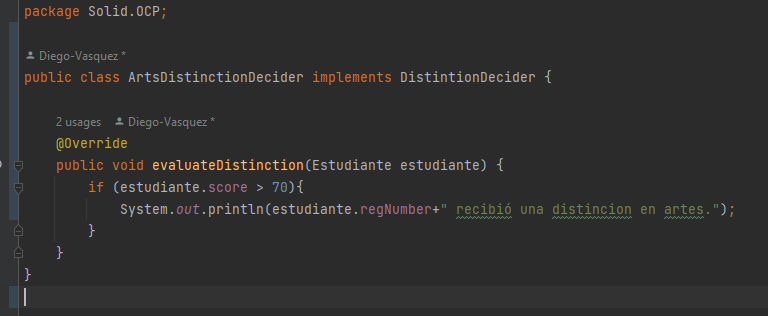 package Solid.OCP;
Diego-Vasquez *
public class ArtsDistinctionDecider implements DistintionDecider {
2 usages Diego-Vasquez *
@Override
public void evaluateDistinction(Estudiante estudiante) {
if (estudiante.score > 70){
System.out.println(estudiante.regNumber+" recibió una distincion en artes.");
}
}
}